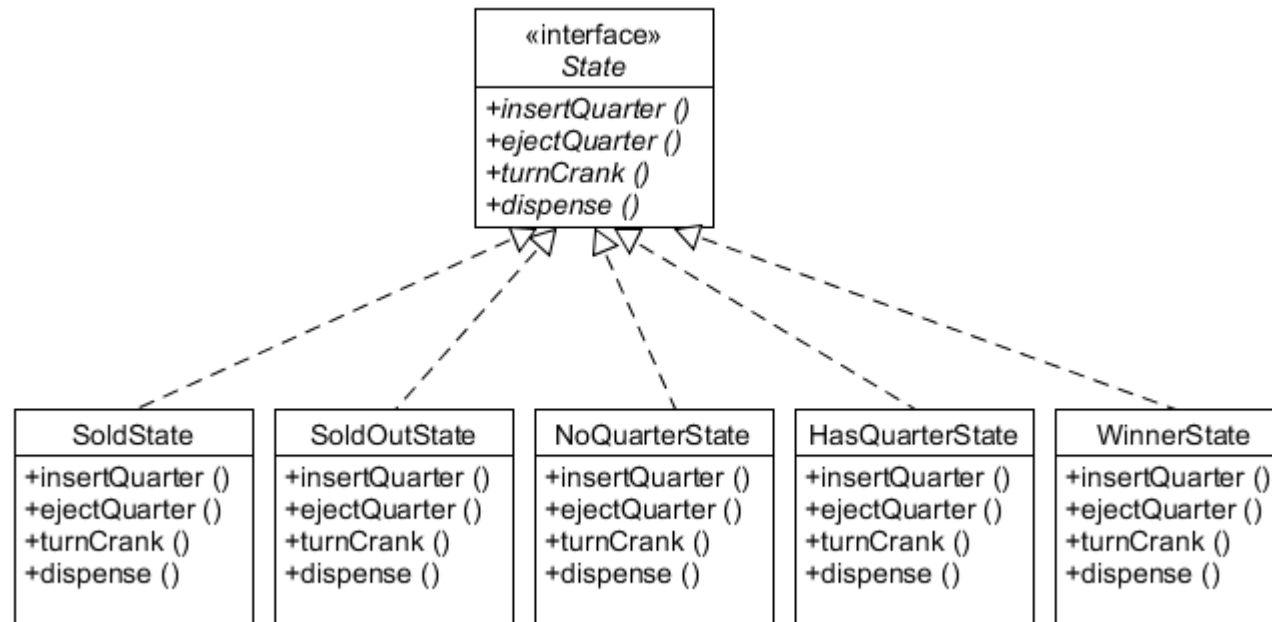 «interface»
State
+insertQuarter ()
+ejectQuarter ()
+turnCrank ()
+dispense ()
SoldState
+insertQuarter ()
+ejectQuarter ()
+turnCrank ()
+dispense ()
SoldOutState
+insertQuarter ()
+ejectQuarter ()
+turnCrank ()
+dispense ()
NoQuarterState
+insertQuarter ()
+ejectQuarter ()
+turnCrank ()
+dispense ()
HasQuarterState
+insertQuarter ()
+ejectQuarter ()
+turnCrank ()
+dispense ()
WinnerState
+insertQuarter ()
+ejectQuarter ()
+turnCrank ()
+dispense ()